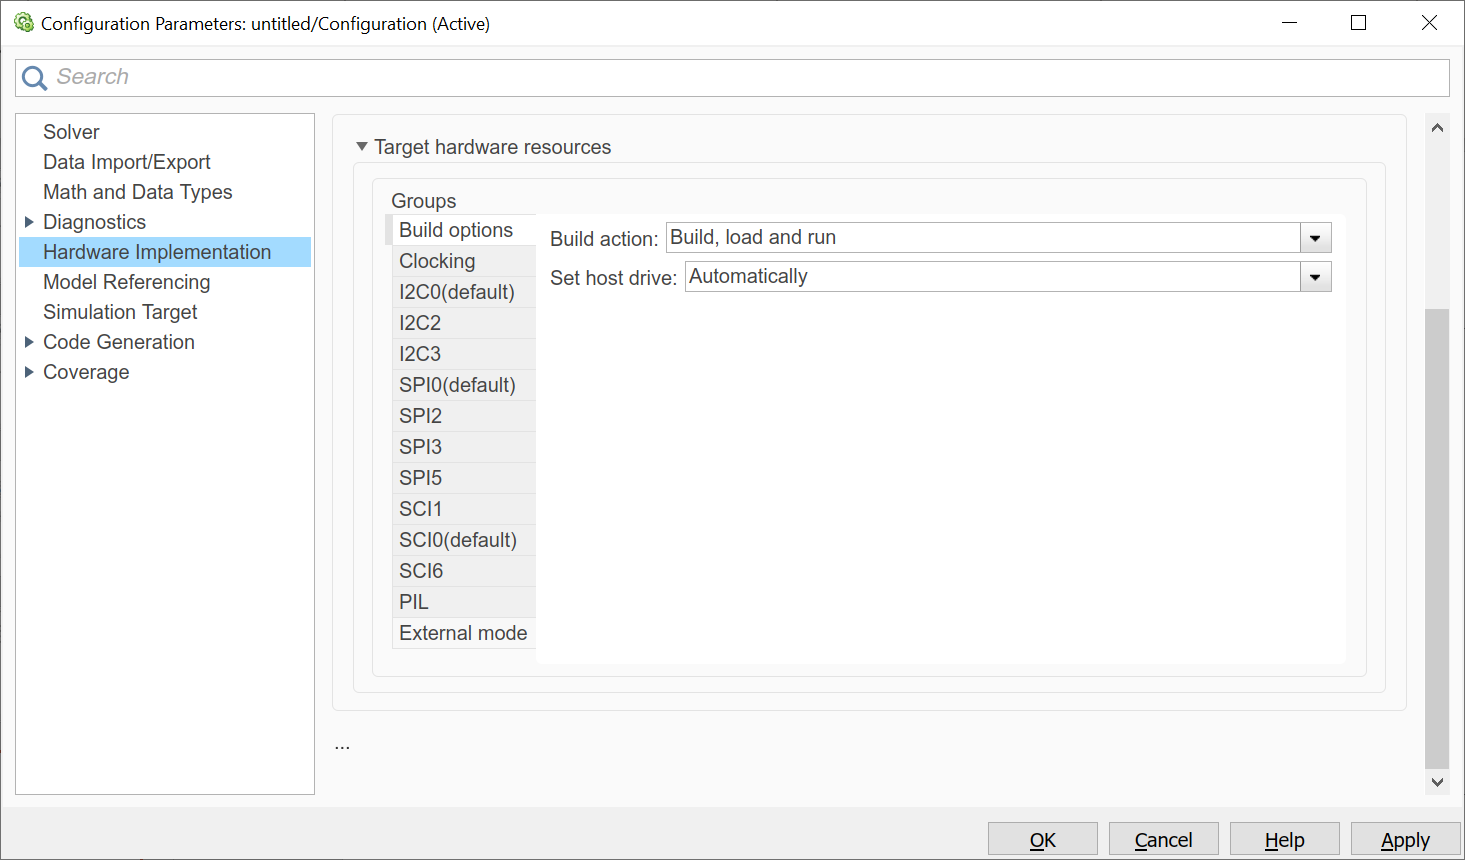 Configuration Parameters: untitled/Configuration (Active)
Search
Solver
Data Import/Export
Math and Data Types
Diagnostics
Hardware Implementation
Model Referencing
Simulation Target
Code Generation
Coverage
Target hardware resources
Groups
Build options
Clocking
I2C0(default)
I2C2
I2C3
SPI0(default)
SPI2
SPI3
SPI5
SCI1
SCI0(default)
SCI6
PIL
External mode
Build action: Build, load and run
Set host drive: Automatically
...
OK Cancel Help Apply